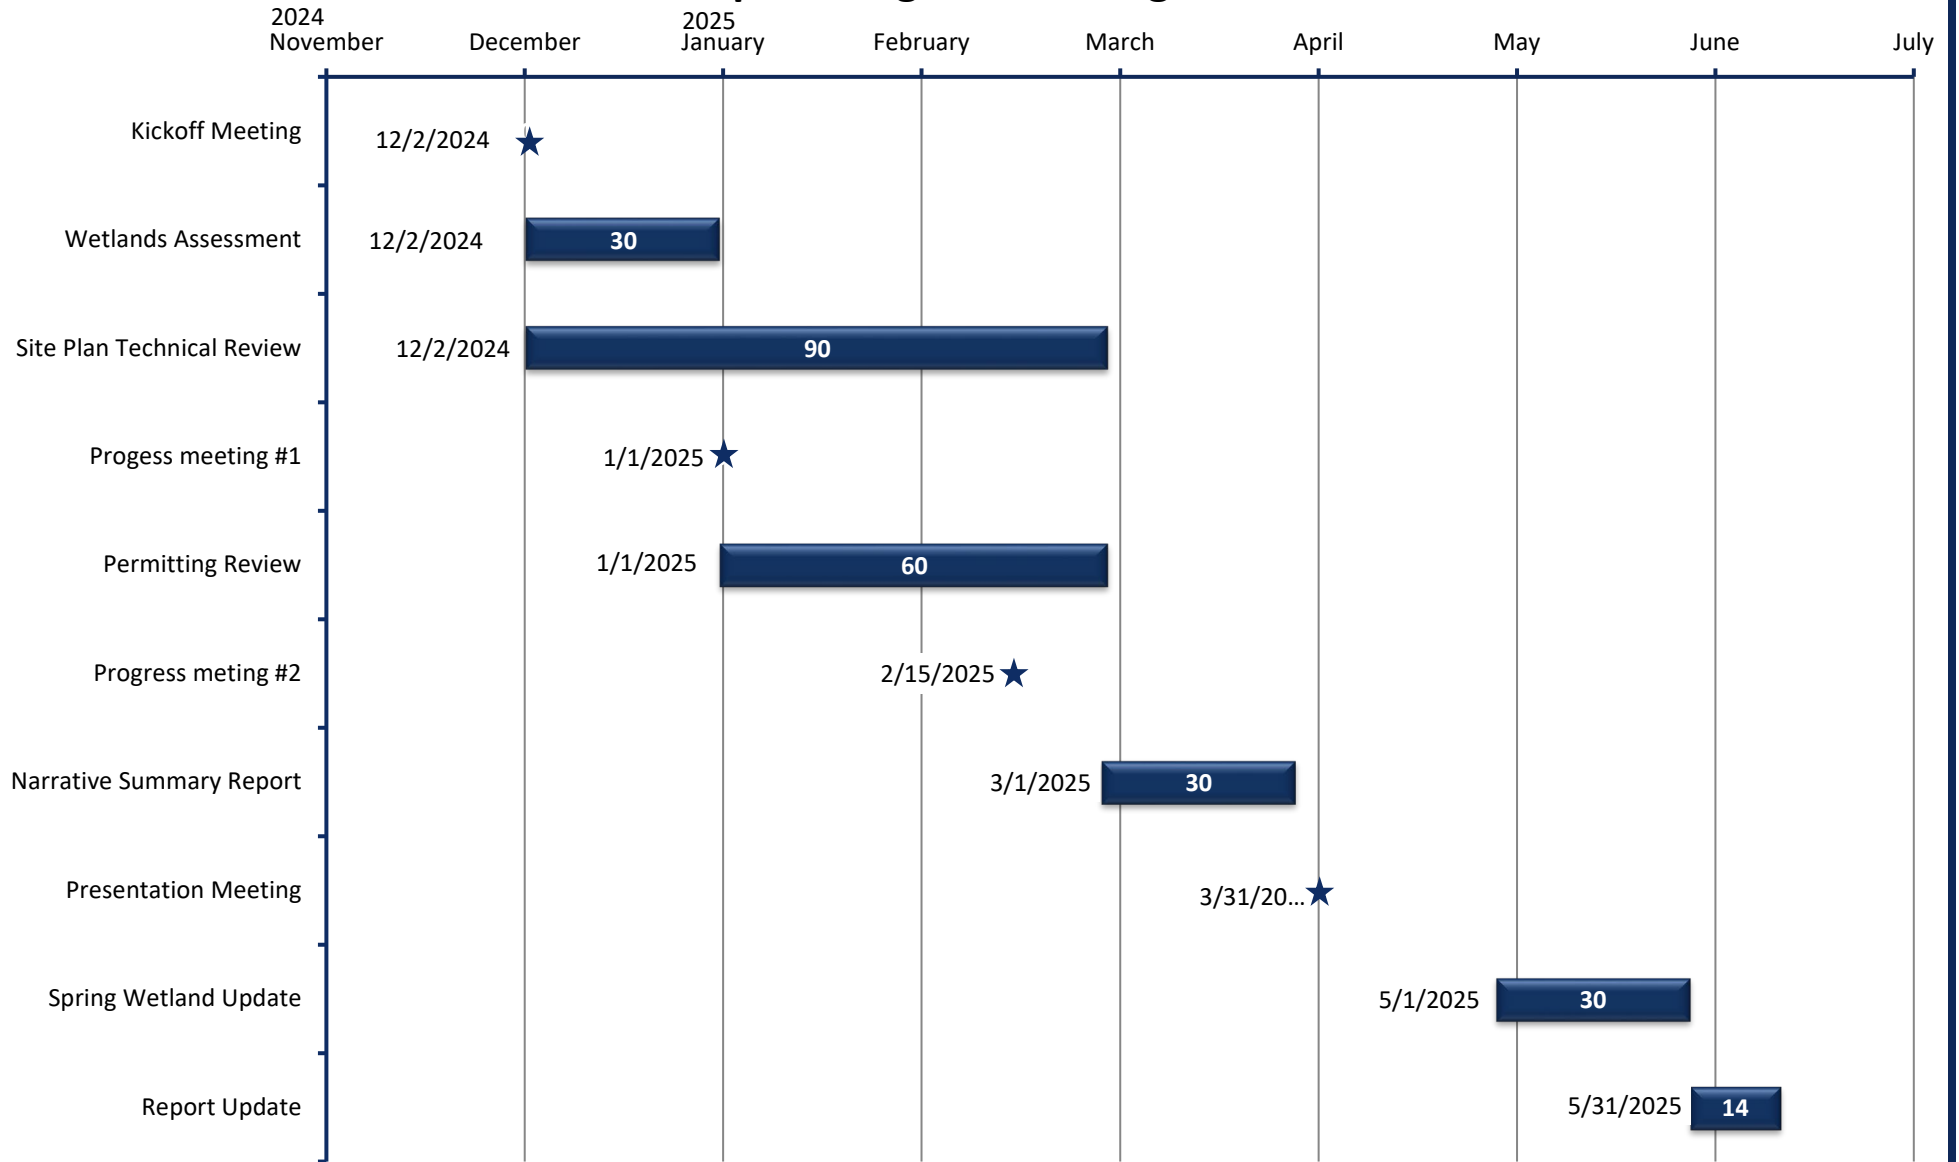 2024 2025
November December January February March April May June July
Kickoff Meeting 12/2/2024
Wetlands Assessment 12/2/2024 30
Site Plan Technical Review 12/2/2024 90
Progess meeting #1 1/1/2025
Permitting Review 1/1/2025 60
Progress meting #2 2/15/2025
Narrative Summary Report 3/1/2025 30
Presentation Meeting 3/31/20...
Spring Wetland Update 5/1/2025 30
Report Update 5/31/2025 14